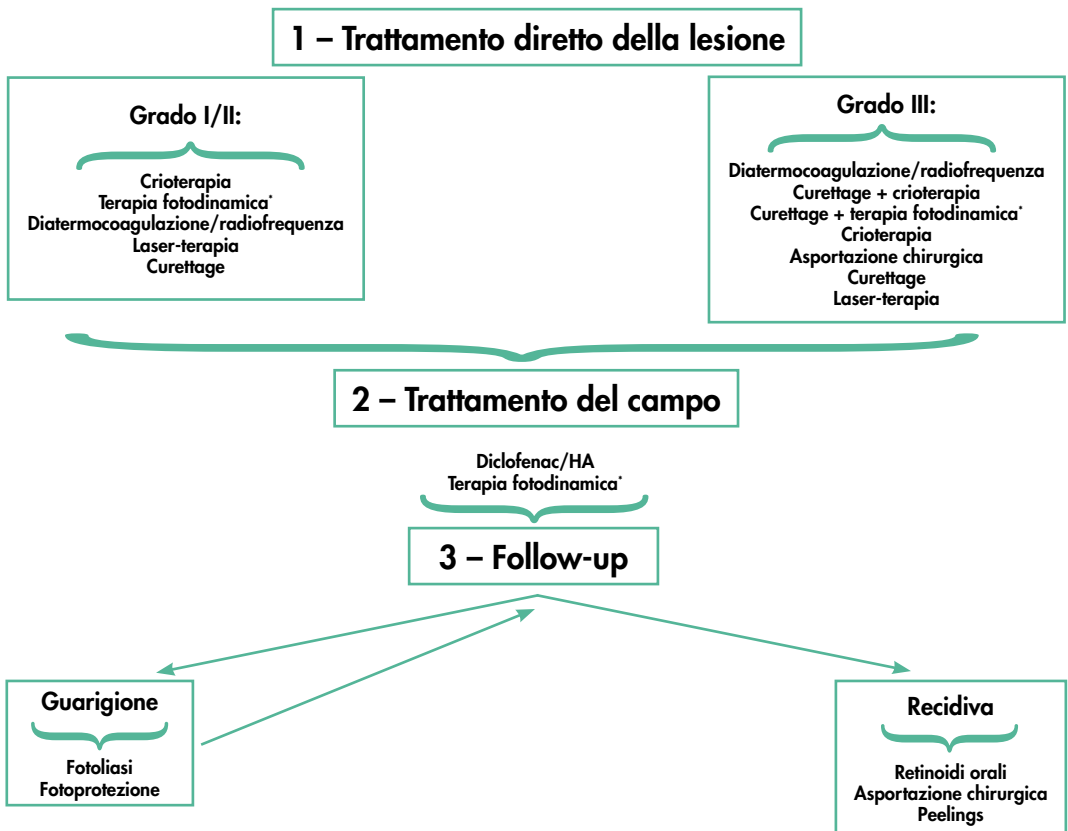 1 – Trattamento diretto della lesione
Grado I/II:
Crioterapia
Terapia fotodinamica*
Diatermocoagulazione/radiofrequenza
Laser-terapia
Curettage
Grado III:
Diatermocoagulazione/radiofrequenza
Curettage + crioterapia
Curettage + terapia fotodinamica*
Crioterapia
Asportazione chirurgica
Curettage
Laser-terapia
2 – Trattamento del campo
Diclofenac/HA
Terapia fotodinamica*
3 – Follow-up
Guarigione
Fotoliasi
Fotoprotezione
Recidiva
Retinoidi orali
Asportazione chirurgica
Peelings